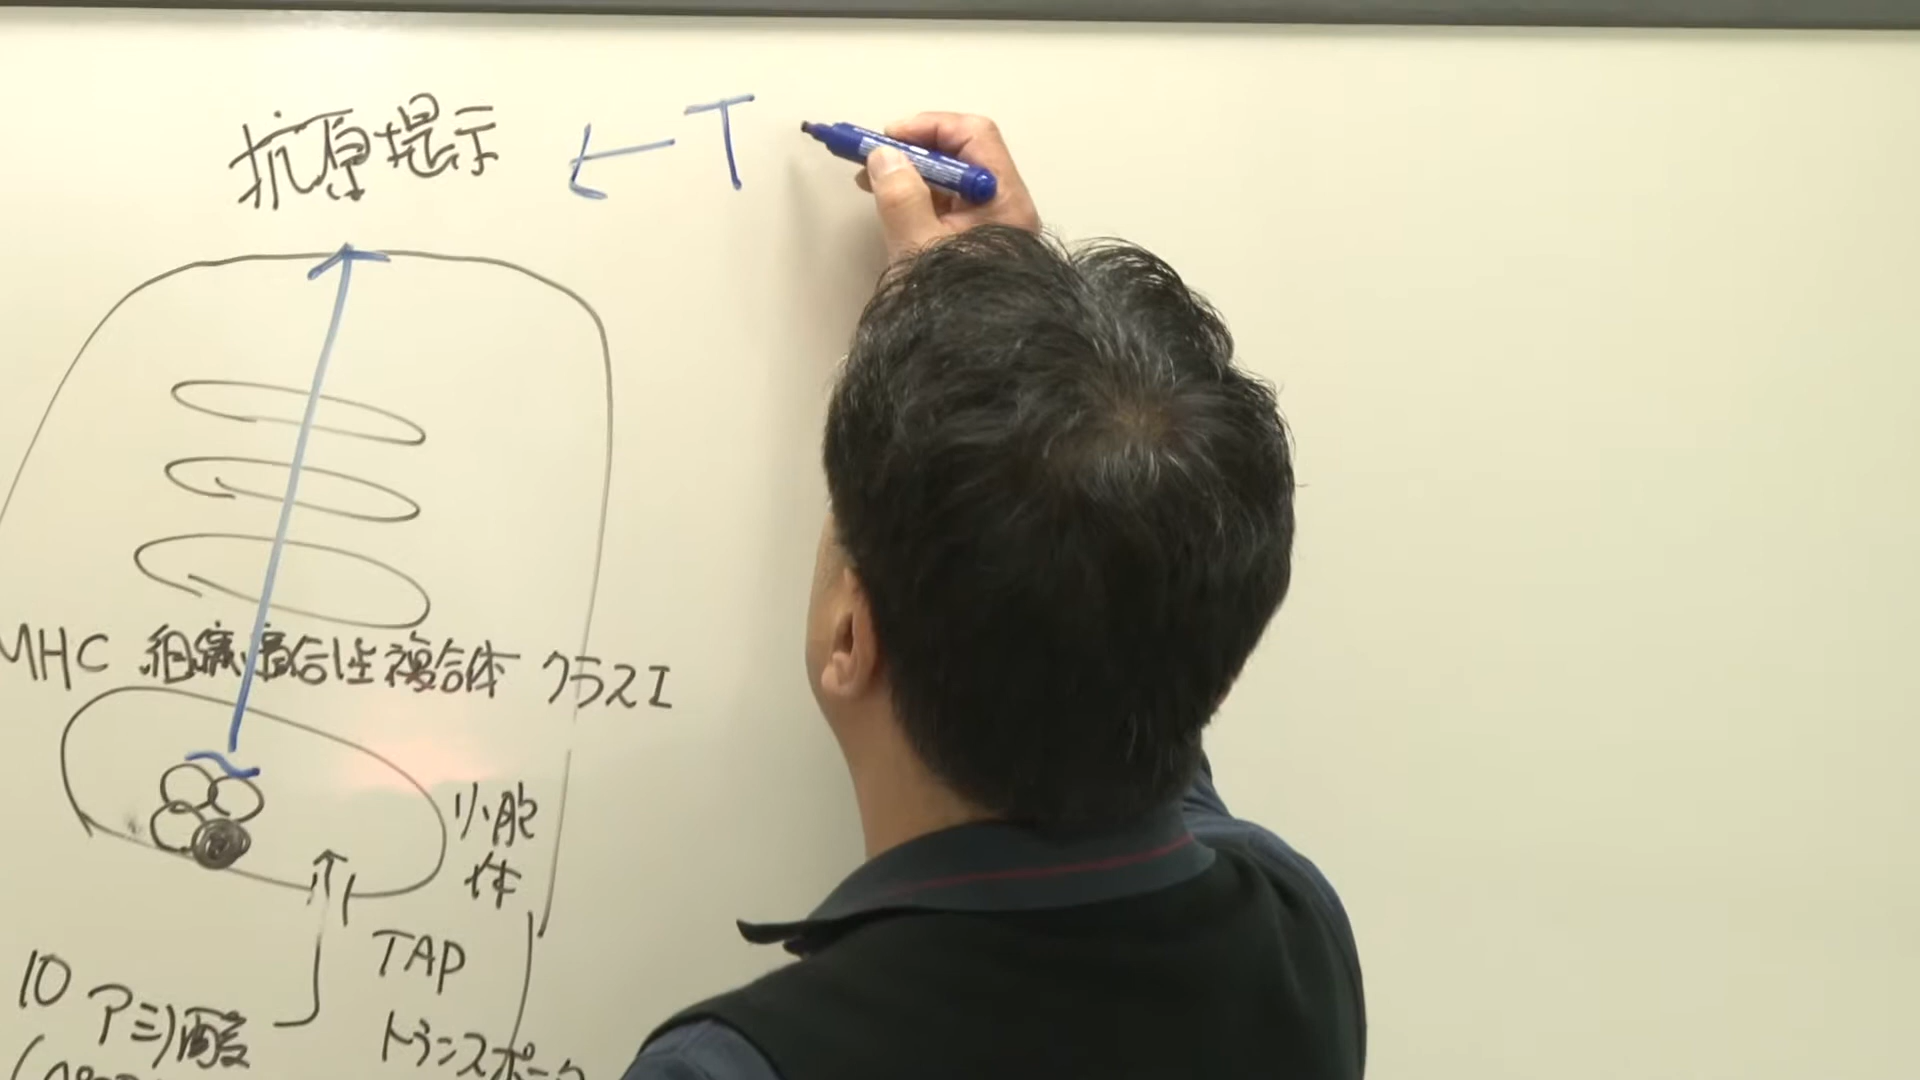 抗原提示 ← T
MHC 組織適合性複合体 クラスI
小胞
体
TAP
10
アミノ酸
トランスポータ